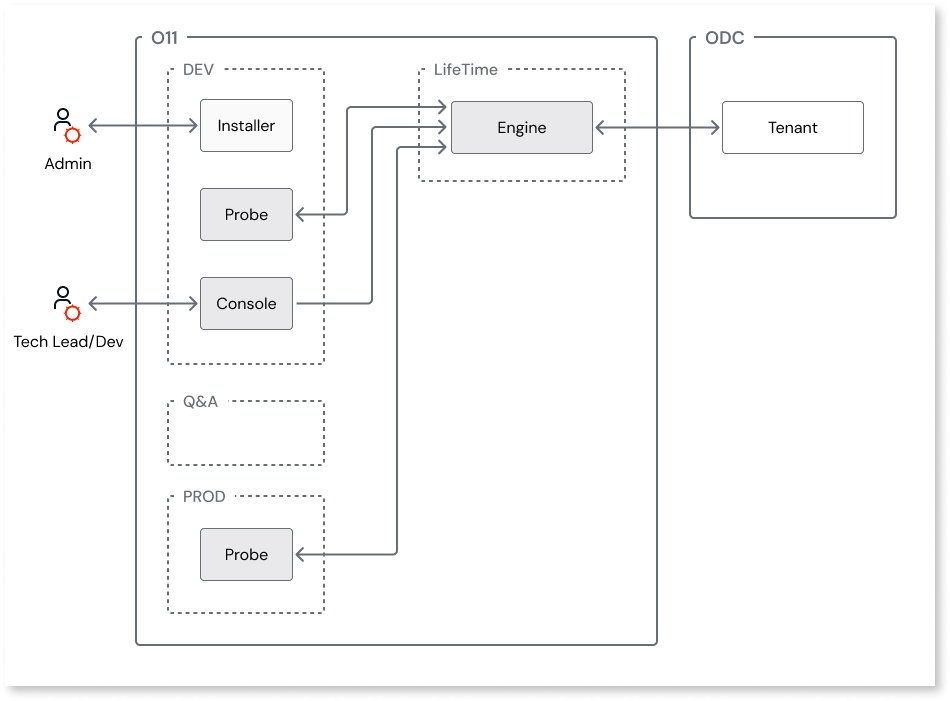 O11
ODC
DEV
LifeTime
Installer
Engine
Tenant
Admin
Probe
Console
Tech Lead/Dev
Q&A
PROD
Probe